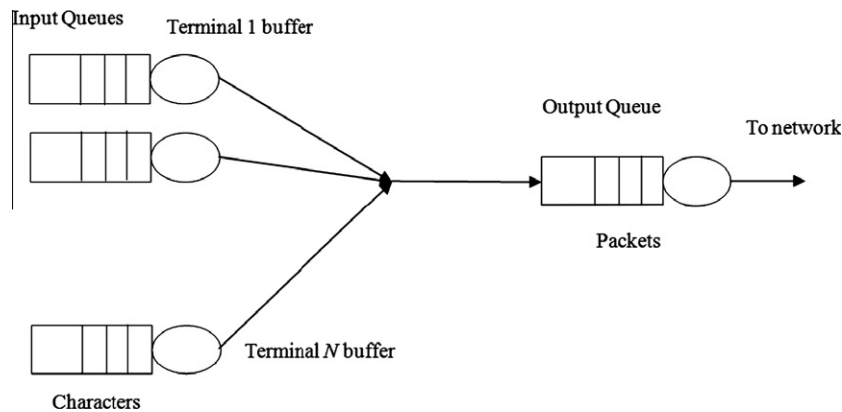 Input Queues
Terminal 1 buffer
Output Queue
To network
Packets
Terminal N buffer
Characters